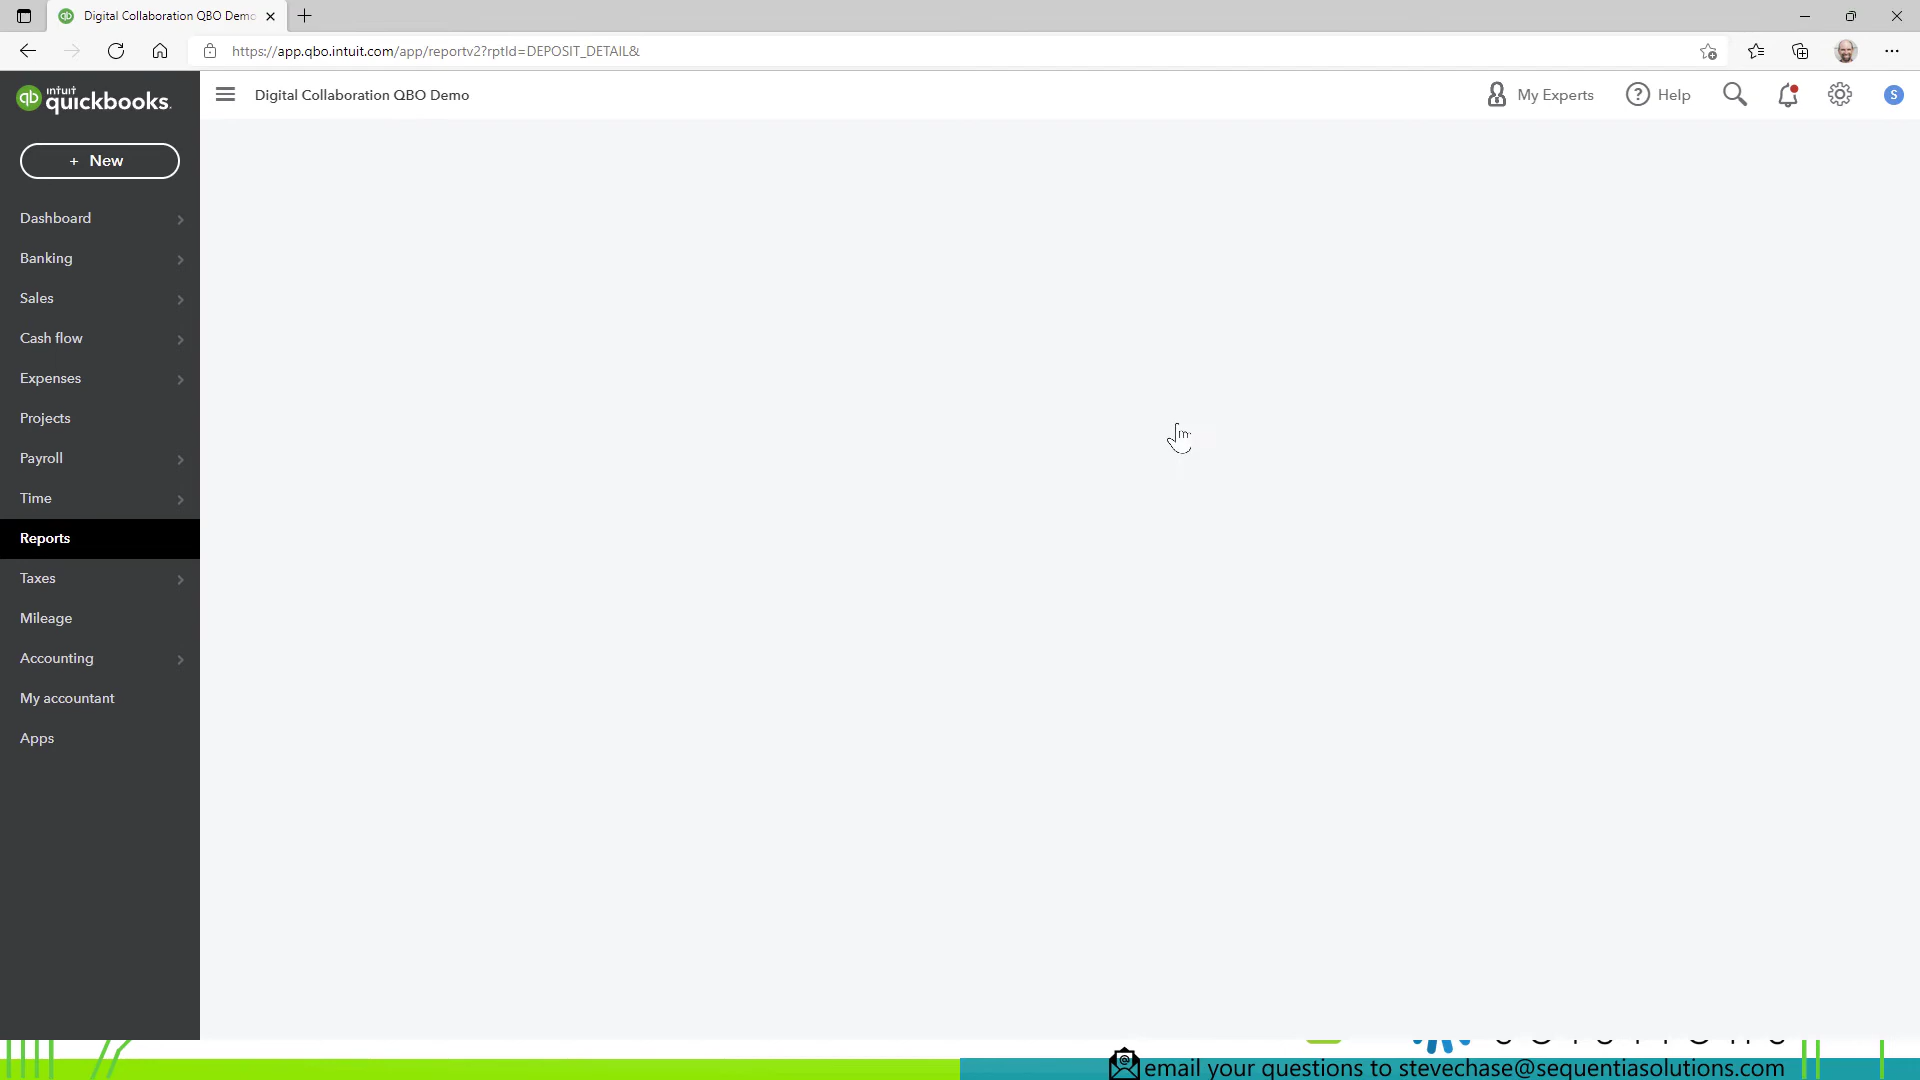 Digital Collaboration QBO Demo
https://app.qbo.intuit.com/app/reportv2?rptId=DEPOSIT_DETAIL&
qb intuit quickbooks.
Digital Collaboration QBO Demo
My Experts
Help
S
+ New
Dashboard
Banking
Sales
Cash flow
Expenses
Projects
Payroll
Time
Reports
Taxes
Mileage
Accounting
My accountant
Apps
email your questions to stevechase@sequentiasolutions.com